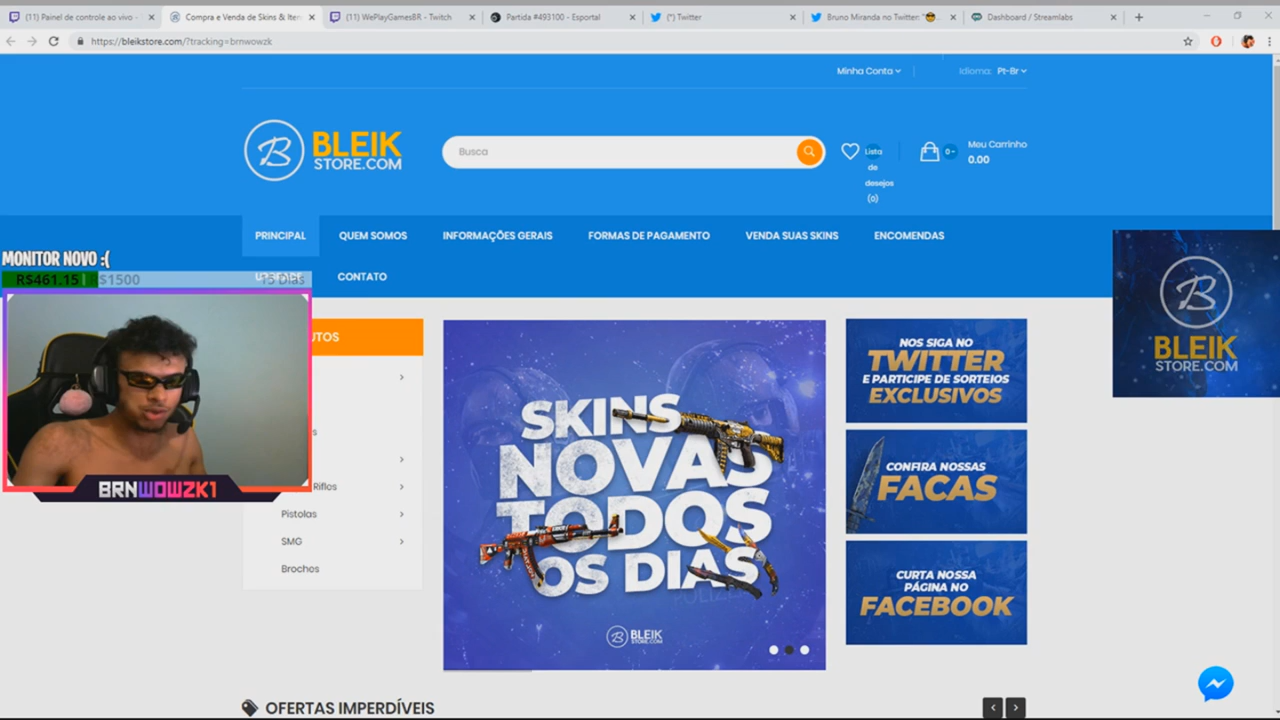 (11) Painel de controle ao vivo -
Compra e Venda de Skins & Iten
(11) WePlayGamesBR - Twitch
Partida #493100 - Esportal
(*) Twitter
Bruno Miranda no Twitter: "😎
Dashboard / Streamlabs
https://bleikstore.com/?tracking=brnwowzk
Minha Conta
Idioma: Pt-Br
B
BLEIK
STORE.COM
Busca
Lista
de
desejos
(0)
0
Meu Carrinho
0.00
PRINCIPAL
QUEM SOMOS
INFORMAÇÕES GERAIS
FORMAS DE PAGAMENTO
VENDA SUAS SKINS
ENCOMENDAS
CONTATO
MONITOR NOVO :(
R$461.15
$1500
15 Dias
UTOS
s
Riflos
Pistolas
SMG
Brochos
BRNWOWZK1
SKINS
NOVAS
TODOS
OS DIAS
B BLEIK
STORE.COM
NOS SIGA NO
TWITTER
E PARTICIPE DE SORTEIOS
EXCLUSIVOS
CONFIRA NOSSAS
FACAS
CURTA NOSSA
PÁGINA NO
FACEBOOK
B
BLEIK
STORE.COM
OFERTAS IMPERDÍVEIS